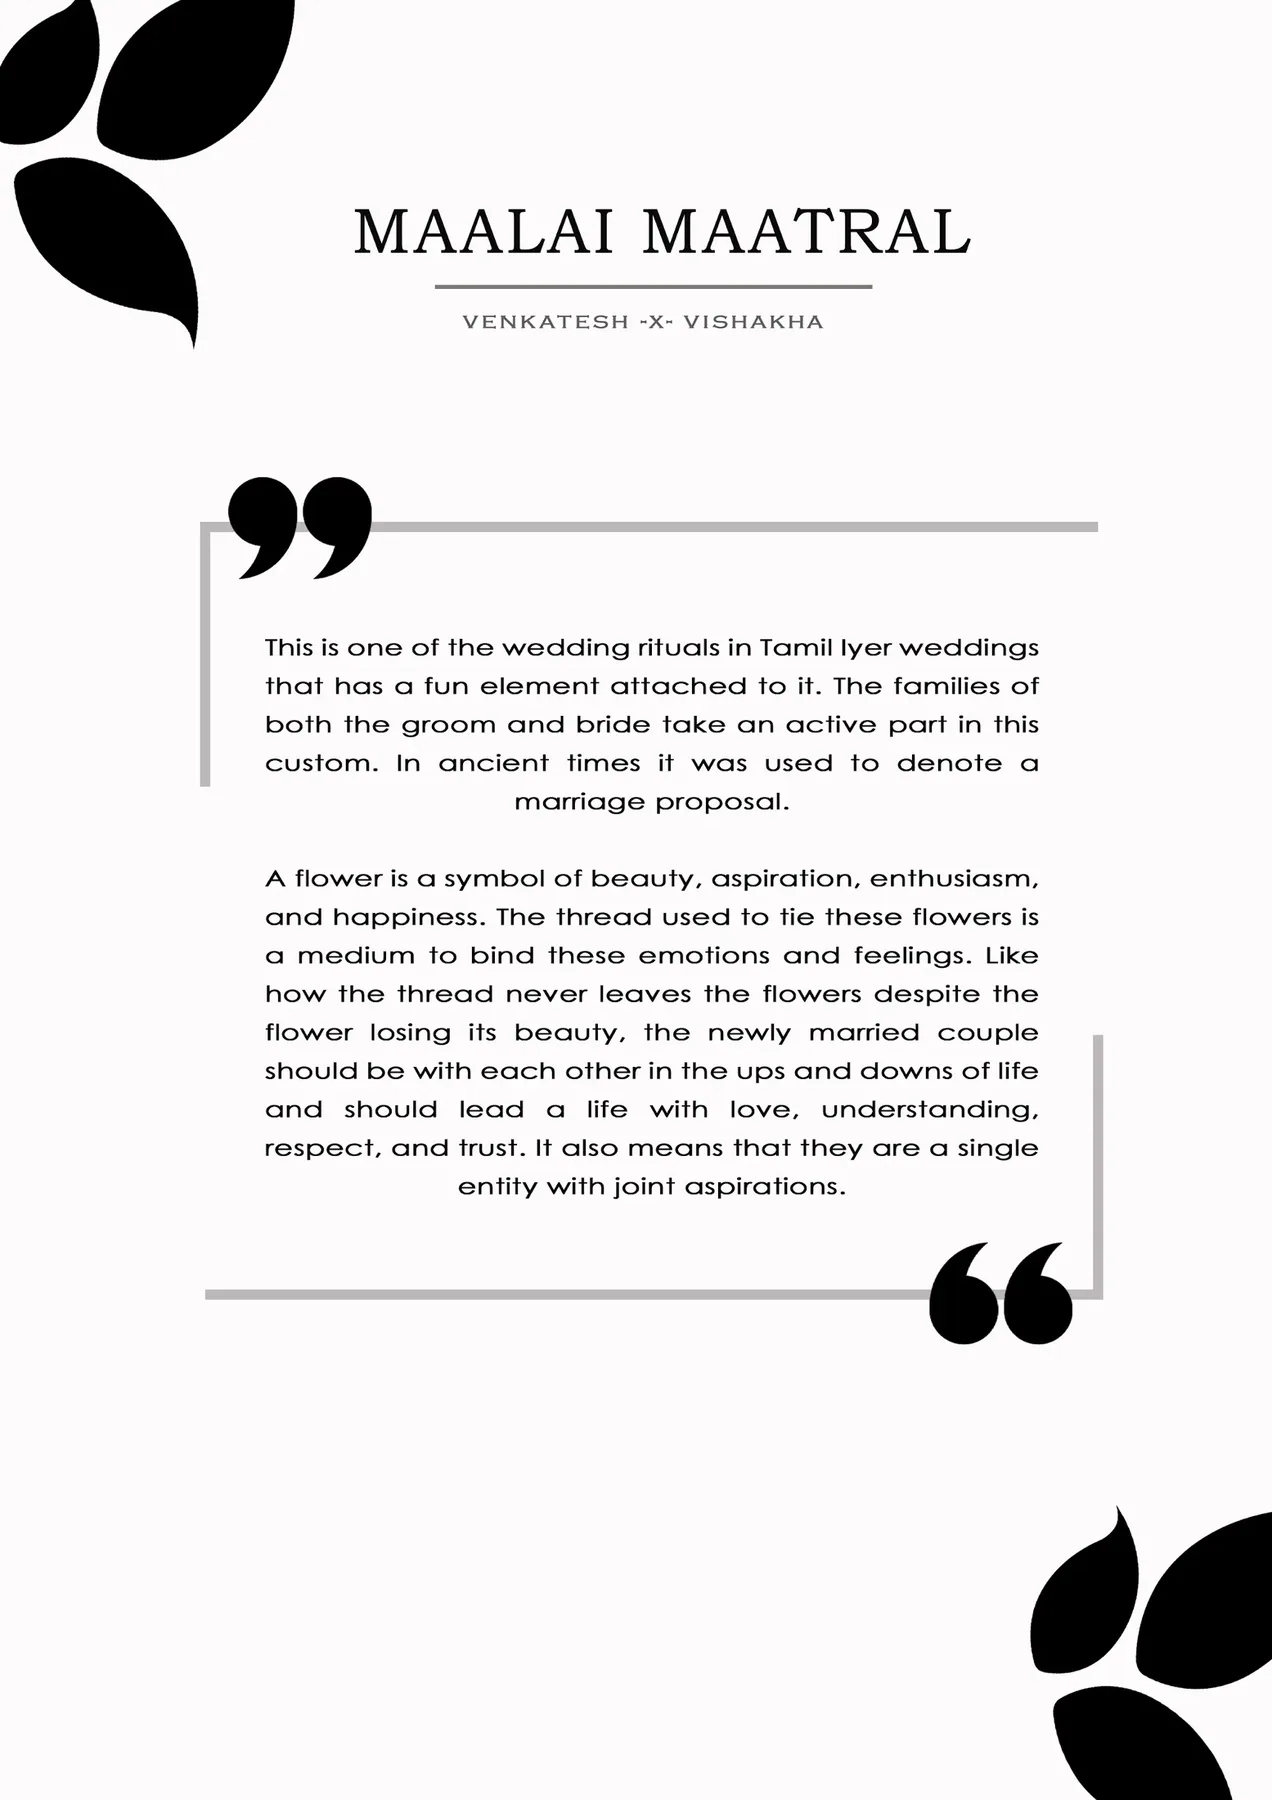 MAALAI MAATRAL
VENKATESH -X- VISHAKHA
”
This is one of the wedding rituals in Tamil Iyer weddings
that has a fun element attached to it. The families of
both the groom and bride take an active part in this
custom. In ancient times it was used to denote a
marriage proposal.
A flower is a symbol of beauty, aspiration, enthusiasm,
and happiness. The thread used to tie these flowers is
a medium to bind these emotions and feelings. Like
how the thread never leaves the flowers despite the
flower losing its beauty, the newly married couple
should be with each other in the ups and downs of life
and should lead a life with love, understanding,
respect, and trust. It also means that they are a single
entity with joint aspirations.
“